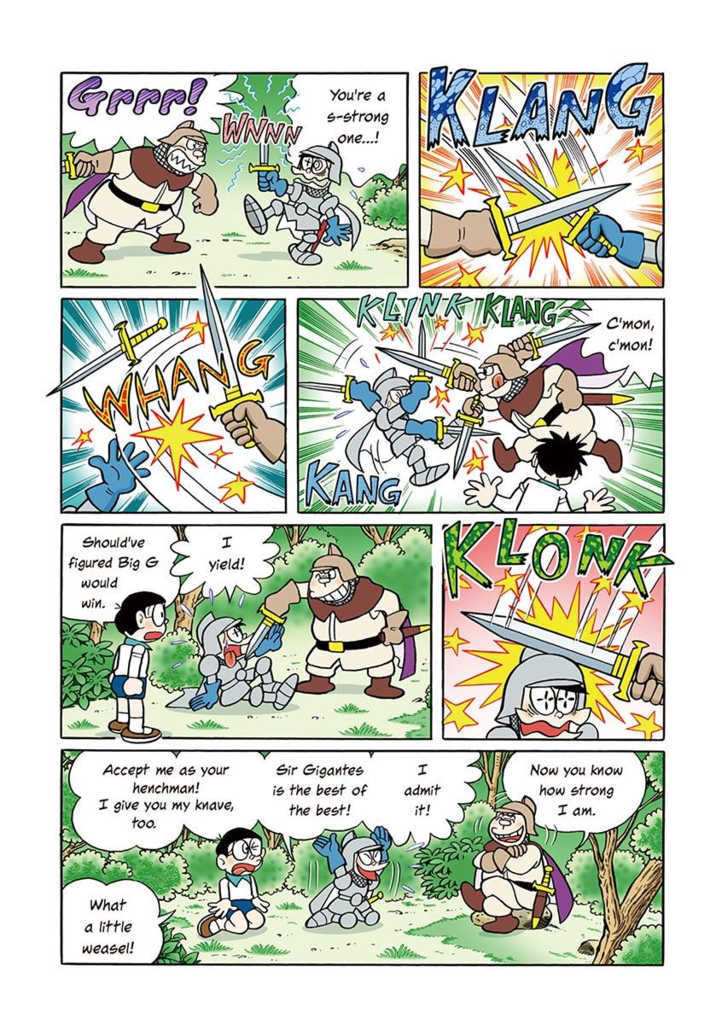 KLANG
You're a
s-strong
one...!
WNNN
Grrrr!
C'mon,
c'mon!
KLINK KLANG
KANG
WHANG
KLONK
I
yield!
Should've
figured Big G
would
win.
Now you know
how strong
I am.
I
admit
it!
Sir Gigantes
is the best of
the best!
Accept me as your
henchman!
I give you my knave,
too.
What
a little
weasel!